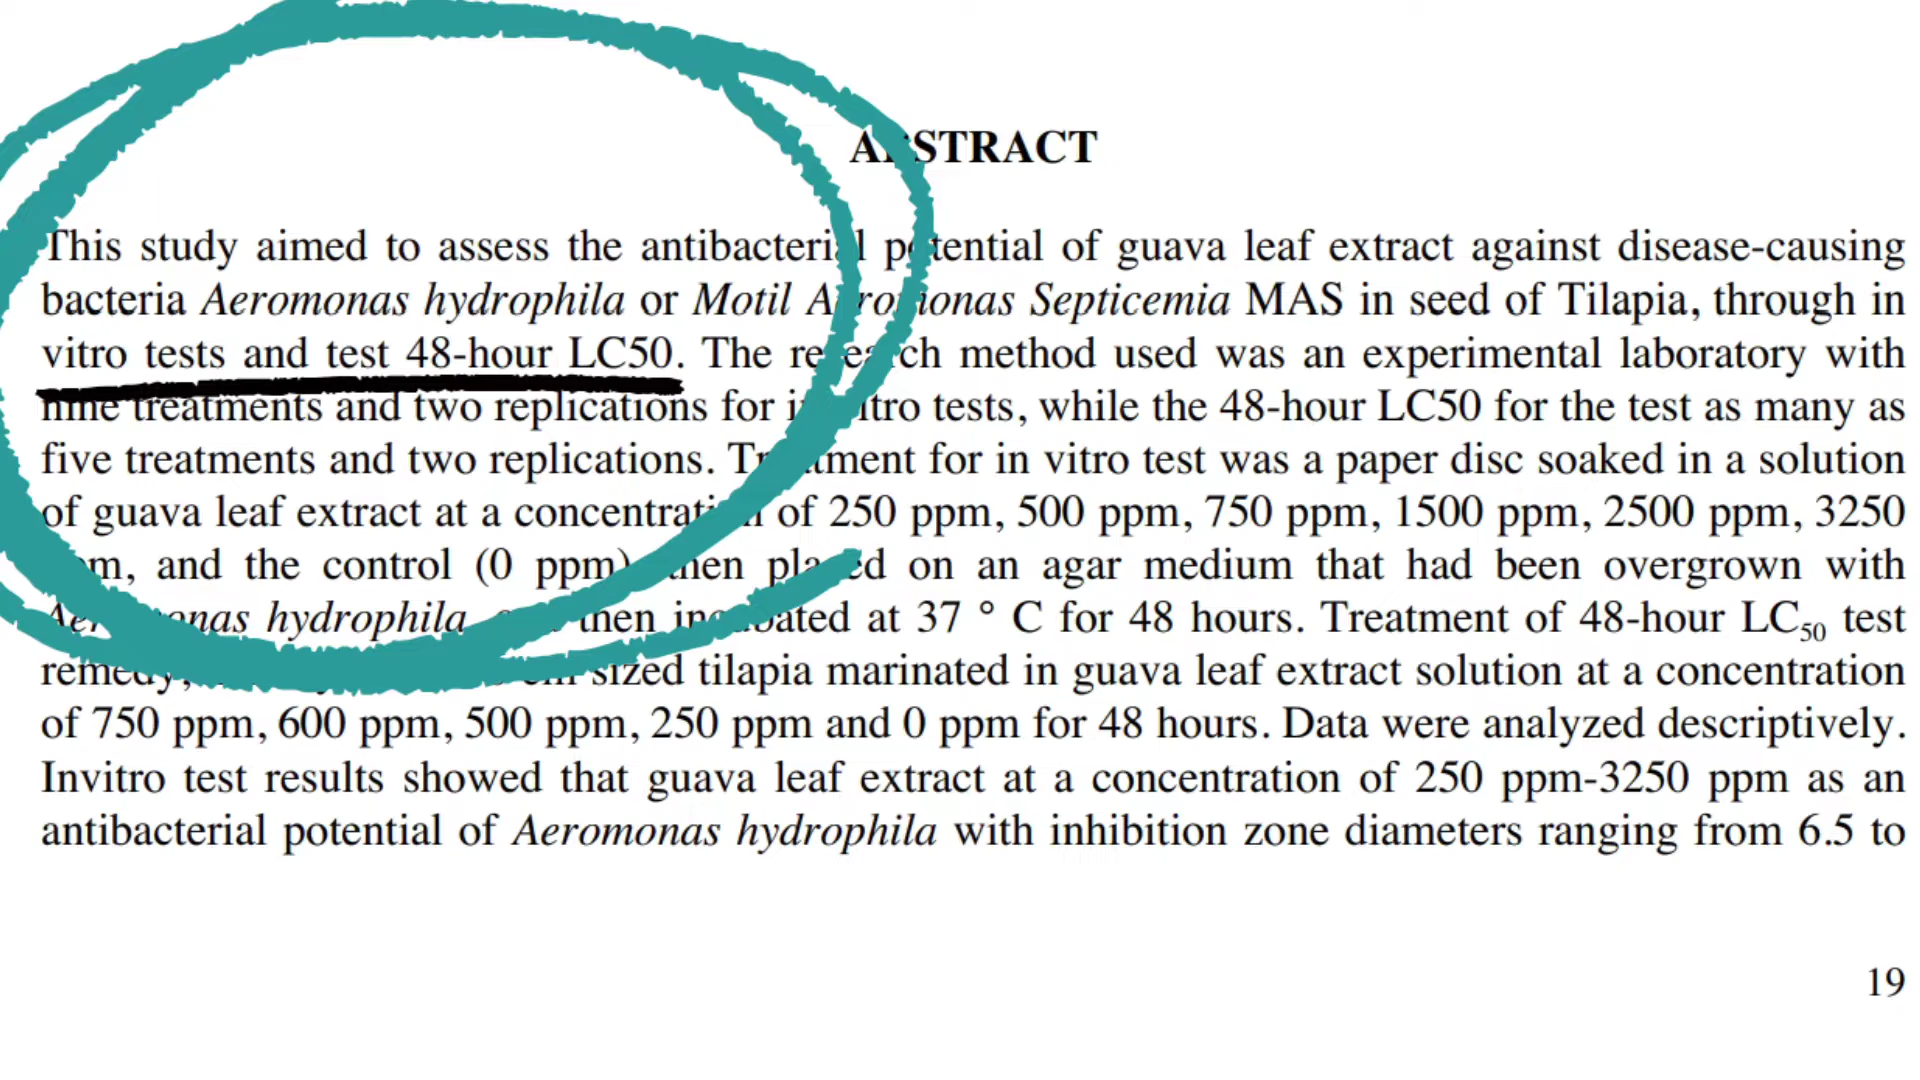 ABSTRACT
This study aimed to assess the antibacterial potential of guava leaf extract against disease-causing
bacteria Aeromonas hydrophila or Motil Aeromonas Septicemia MAS in seed of Tilapia, through in
vitro tests and test 48-hour LC50. The research method used was an experimental laboratory with
nine treatments and two replications for in vitro tests, while the 48-hour LC50 for the test as many as
five treatments and two replications. Treatment for in vitro test was a paper disc soaked in a solution
of guava leaf extract at a concentration of 250 ppm, 500 ppm, 750 ppm, 1500 ppm, 2500 ppm, 3250
ppm, and the control (0 ppm) then placed on an agar medium that had been overgrown with
Aeromonas hydrophila then incubated at 37 ° C for 48 hours. Treatment of 48-hour LC50 test
remedy, sized tilapia marinated in guava leaf extract solution at a concentration
of 750 ppm, 600 ppm, 500 ppm, 250 ppm and 0 ppm for 48 hours. Data were analyzed descriptively.
Invitro test results showed that guava leaf extract at a concentration of 250 ppm-3250 ppm as an
antibacterial potential of Aeromonas hydrophila with inhibition zone diameters ranging from 6.5 to
19